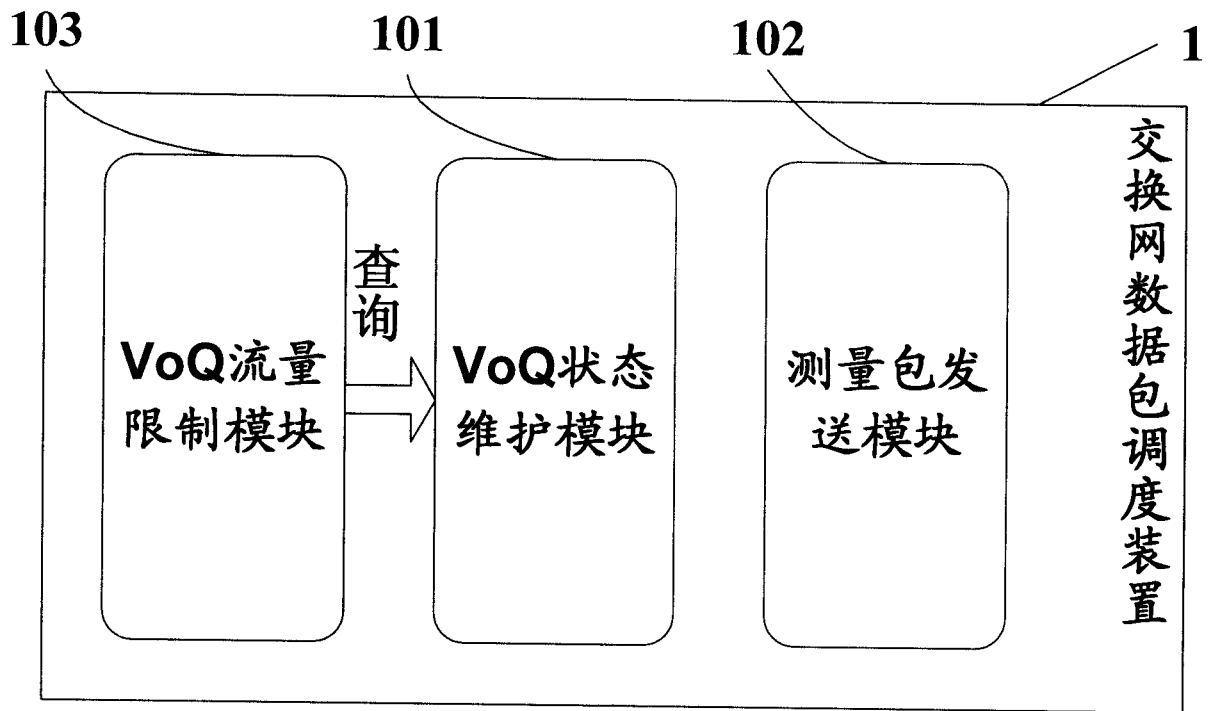 103
101
102
1
查询
VoQ流量
限制模块
VoQ状态
维护模块
测量包发
送模块
交换网数据包调度装置